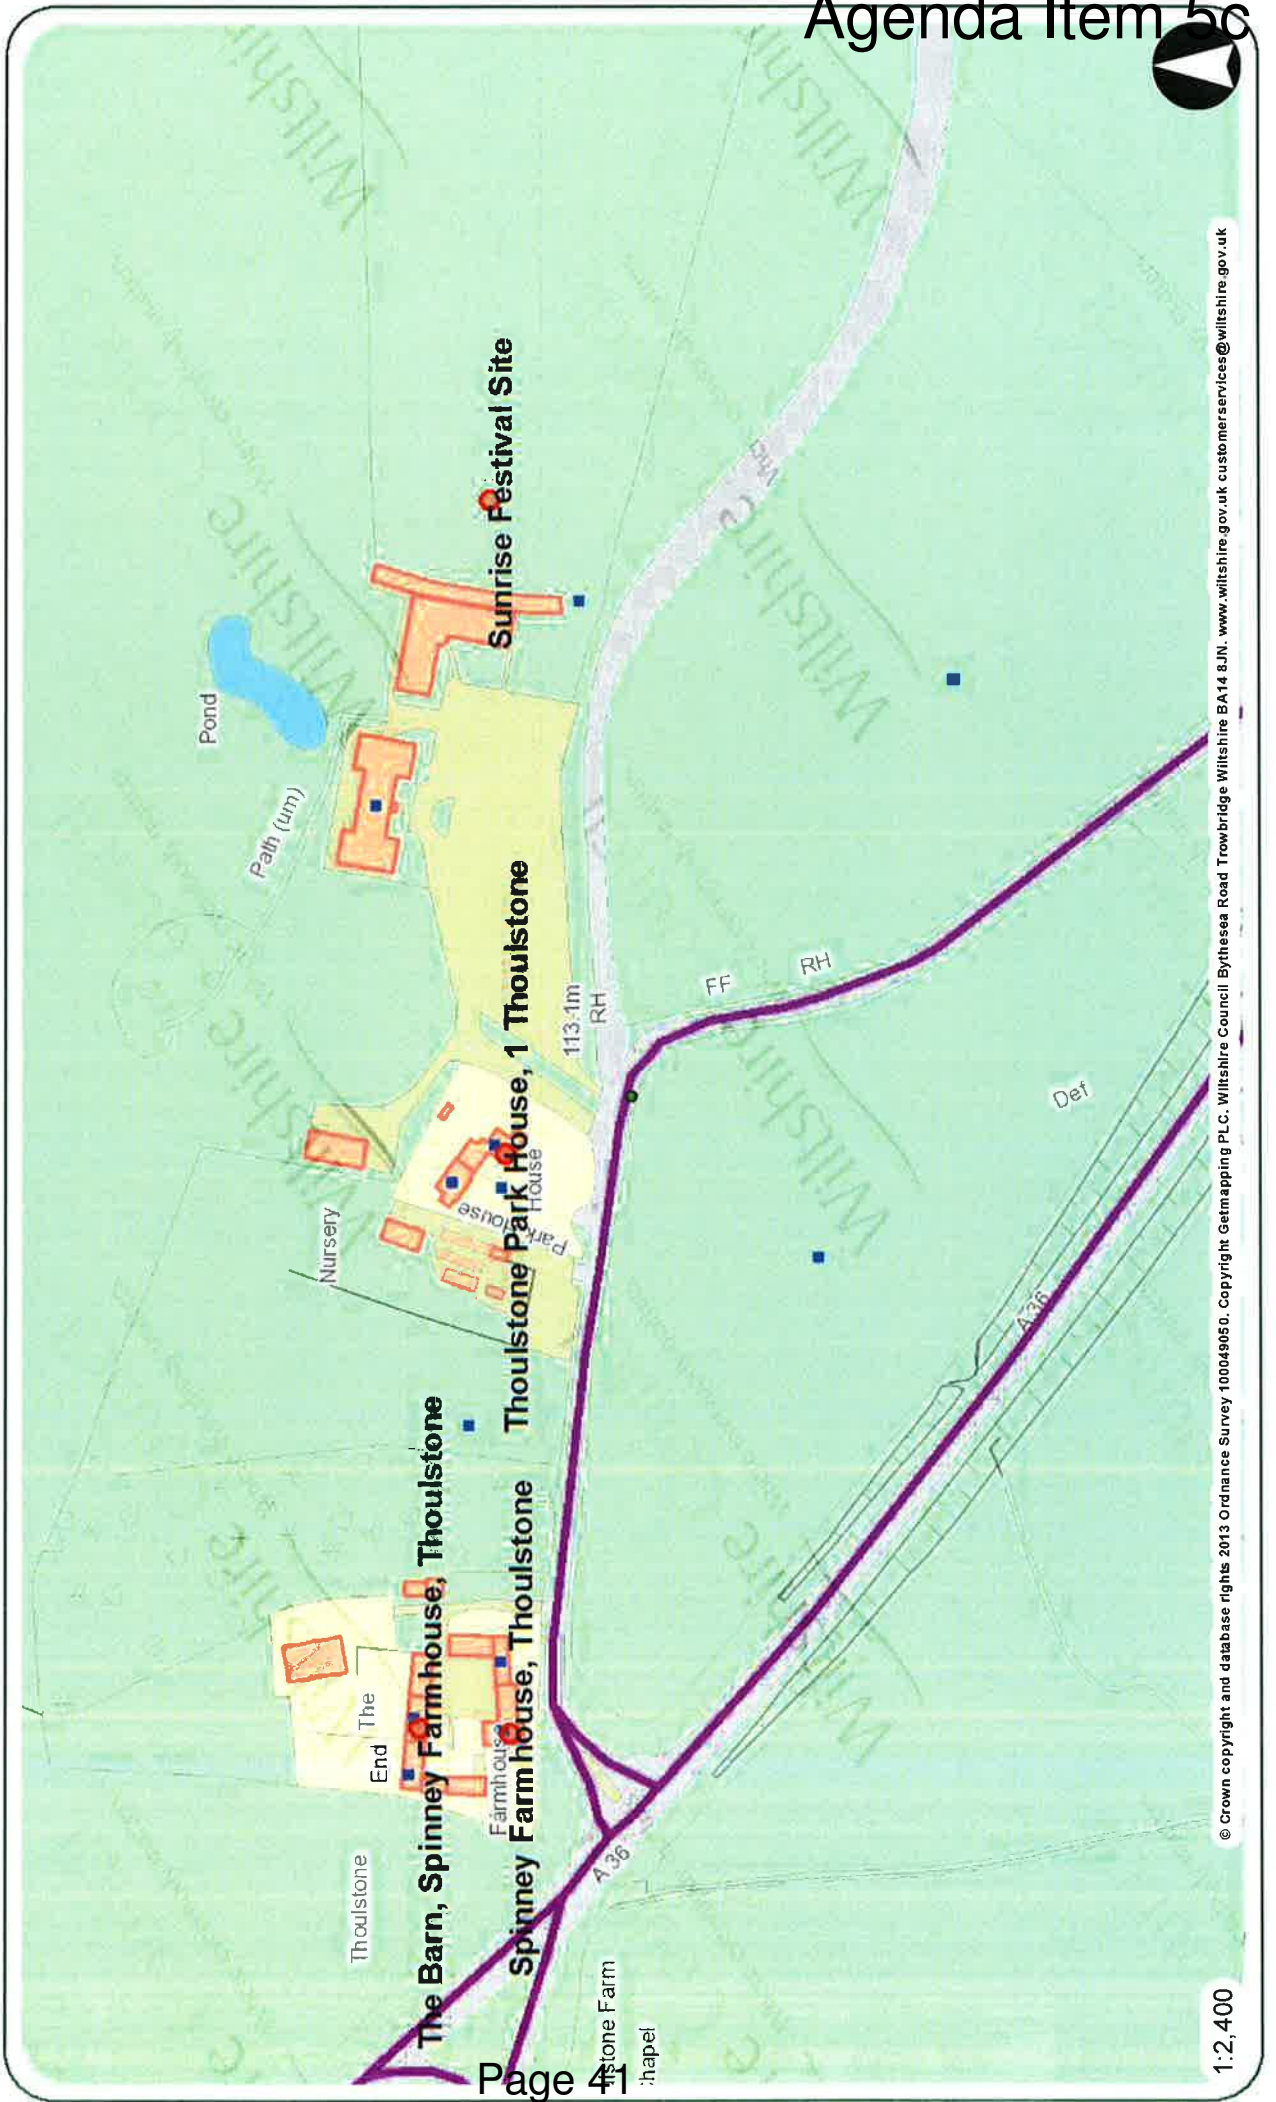 Agenda Item 5c
Wiltshire
Wiltshire
Pond
Path (um)
Sunrise Festival Site
Wiltshire
Wiltshire
113.1m
RH
FF
RH
Def
Nursery
Park House
House
Thoulstone Park House, 1 Thoulstone
Wiltshire
Wiltshire
A 36
The Barn, Spinney Farmhouse, Thoulstone
Spinney Farmhouse, Thoulstone
The
End
Farmhouse
Thoulstone
A 36
lstone Farm
hapel
© Crown copyright and database rights 2013 Ordnance Survey 100049050. Copyright Getmapping PLC. Wiltshire Council Bythesea Road Trowbridge Wiltshire BA14 8JN. www.wiltshire.gov.uk customerservices@wiltshire.gov.uk
1:2,400
Page 41